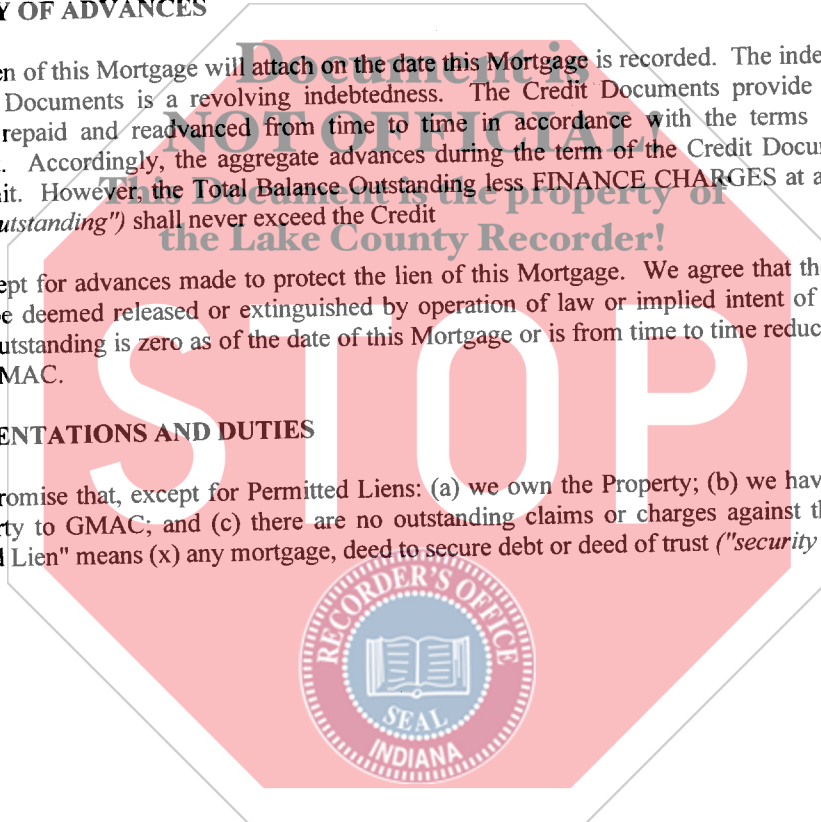 Y OF ADVANCES
en of this Mortgage will attach on the date this Mortgage is recorded. The inde
Documents is a revolving indebtedness. The Credit Documents provide
repaid and readvanced from time to time in accordance with the terms
. Accordingly, the aggregate advances during the term of the Credit Docu
it. However, the Total Balance Outstanding less FINANCE CHARGES at a
utstanding") shall never exceed the Credit
ept for advances made to protect the lien of this Mortgage. We agree that th
e deemed released or extinguished by operation of law or implied intent of
utstanding is zero as of the date of this Mortgage or is from time to time reduc
MAC.
ENTATIONS AND DUTIES
romise that, except for Permitted Liens: (a) we own the Property; (b) we hav
rty to GMAC; and (c) there are no outstanding claims or charges against th
d Lien" means (x) any mortgage, deed to secure debt or deed of trust ("security
Document is
NOT OFFICIAL!
This Document is the property of
the Lake County Recorder!
STOP
RECORDER'S OFFICE
SEAL
INDIANA